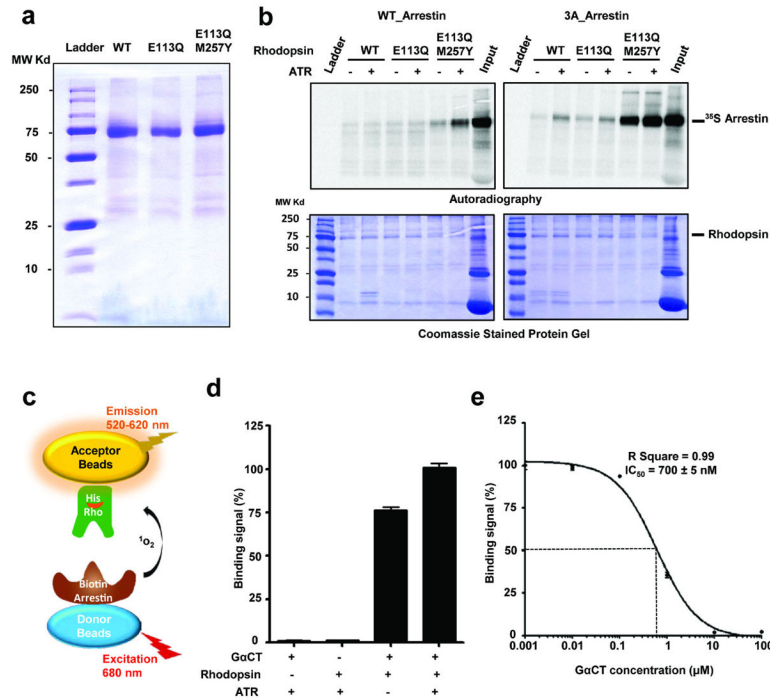 a
E113Q
Ladder WT E113Q M257Y
MW Kd
250
75
50
25
10
b
WT_Arrestin 3A_Arrestin
Rhodopsin Ladder WT E113Q E113Q M257Y Input Ladder WT E113Q E113Q M257Y Input
ATR - + - + - + - + - + - +
35S Arrestin
Autoradiography
MW Kd
250
75
50
25
10
Rhodopsin
Coomassie Stained Protein Gel
c
Emission
520-620 nm
Acceptor
Beads
His
Rho
1O2
Biotin
Arrestin
Donor
Beads
Excitation
680 nm
d
Binding signal (%)
125
100
75
50
25
0
GαCT + - + +
Rhodopsin - + + +
ATR + + - +
e
R Square = 0.99
IC50 = 700 ± 5 nM
Binding signal (%)
125
100
75
50
25
0
0.001 0.01 0.1 1 10 100
GαCT concentration (µM)